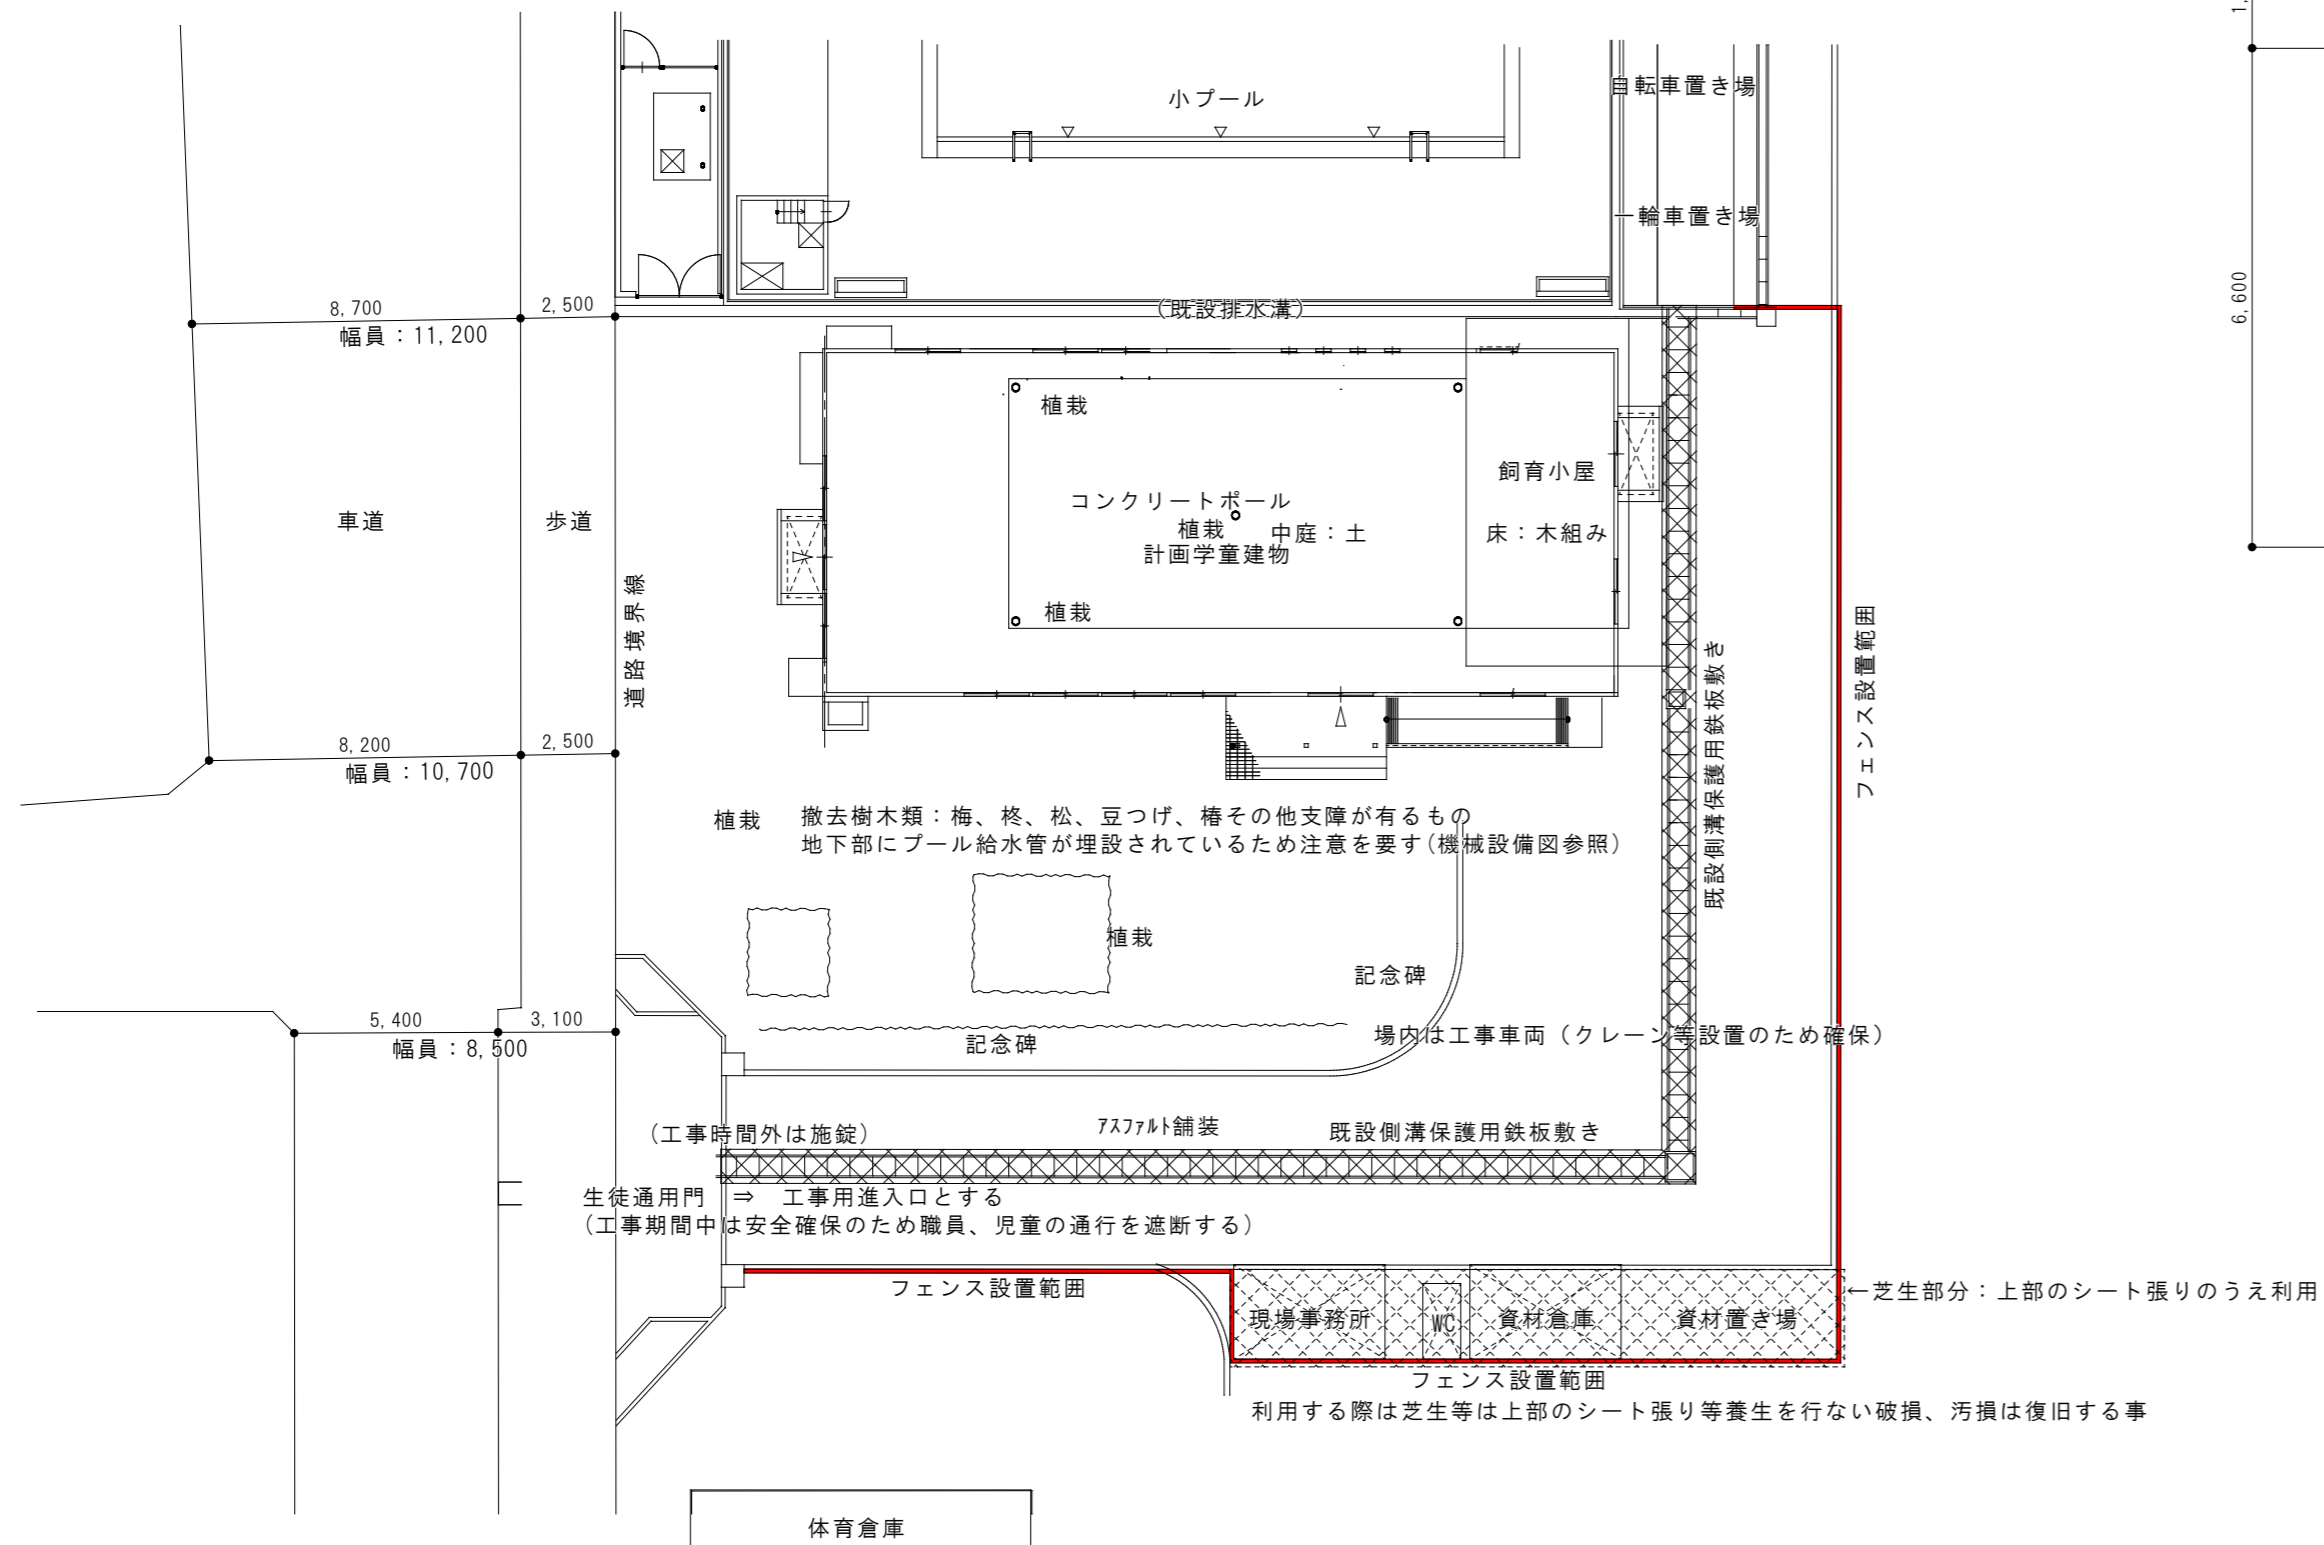 小プール
自転車置き場
一輪車置き場
8,700
2,500
幅員：11,200
(既設排水溝)
6,600
植栽
飼育小屋
コンクリートポール
植栽
中庭：土
床：木組み
計画学童建物
車道
歩道
道路境界線
植栽
フェンス設置範囲
既設側溝保護用鉄板敷き
8,200
2,500
幅員：10,700
植栽
撤去樹木類：梅、柊、松、豆つげ、椿その他支障が有るもの
地下部にプール給水管が埋設されているため注意を要す(機械設備図参照)
植栽
記念碑
5,400
3,100
幅員：8,500
記念碑
場内は工事車両（クレーン等設置のため確保）
(工事時間外は施錠)
ｱｽﾌｧﾙﾄ舗装
既設側溝保護用鉄板敷き
生徒通用門　⇒　工事用進入口とする
(工事期間中は安全確保のため職員、児童の通行を遮断する)
フェンス設置範囲
現場事務所
WC
資材倉庫
資材置き場
←芝生部分：上部のシート張りのうえ利用
フェンス設置範囲
利用する際は芝生等は上部のシート張り等養生を行ない破損、汚損は復旧する事
体育倉庫